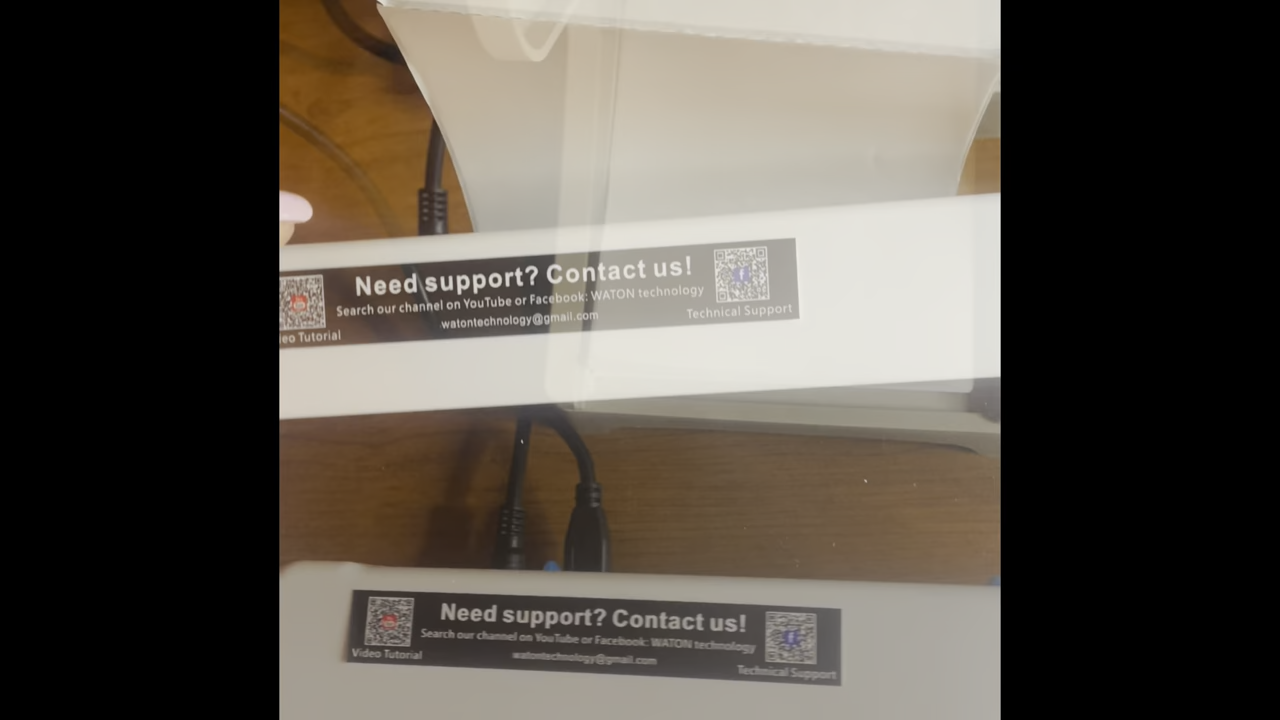 Need support? Contact us!
Search our channel on YouTube or Facebook: WATON technology
watontechnology@gmail.com
eo Tutorial
Technical Support
Need support? Contact us!
Search our channel on YouTube or Facebook: WATON technology
watontechnology@gmail.com
Video Tutorial
Technical Support